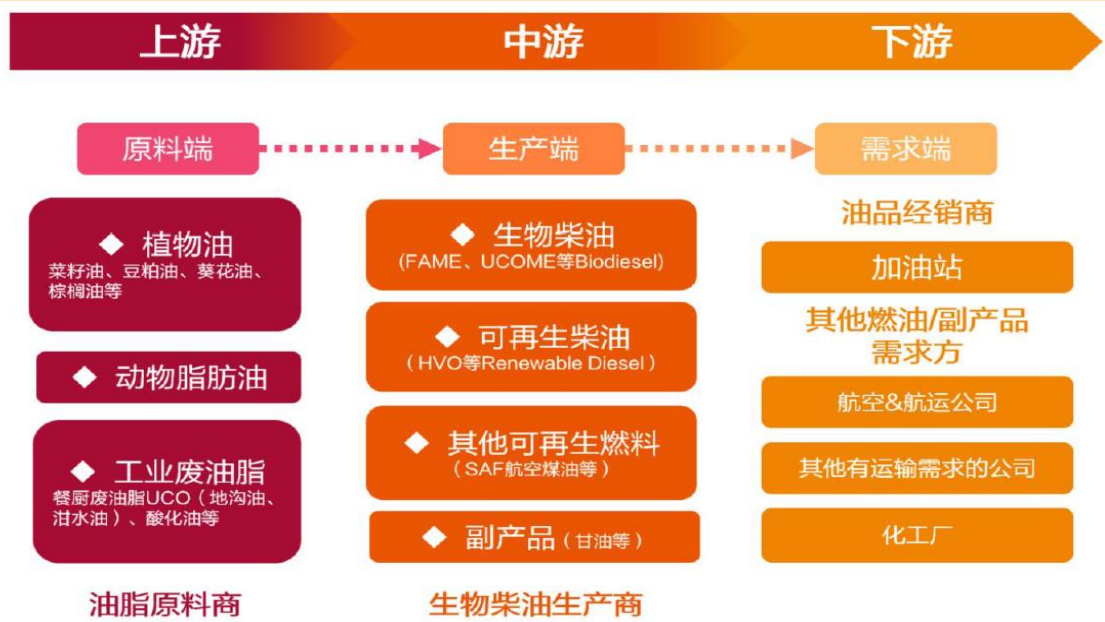 上游
中游
下游
原料端
生产端
需求端
◆ 植物油
菜籽油、豆粕油、葵花油、
棕榈油等
◆ 动物脂肪油
◆ 工业废油脂
餐厨废油脂UCO（地沟油、
泔水油）、酸化油等
油脂原料商
◆ 生物柴油
(FAME、UCOME等Biodiesel)
◆ 可再生柴油
（HVO等Renewable Diesel）
◆ 其他可再生燃料
（SAF航空煤油等）
◆ 副产品（甘油等）
生物柴油生产商
油品经销商
加油站
其他燃油/副产品
需求方
航空&航运公司
其他有运输需求的公司
化工厂